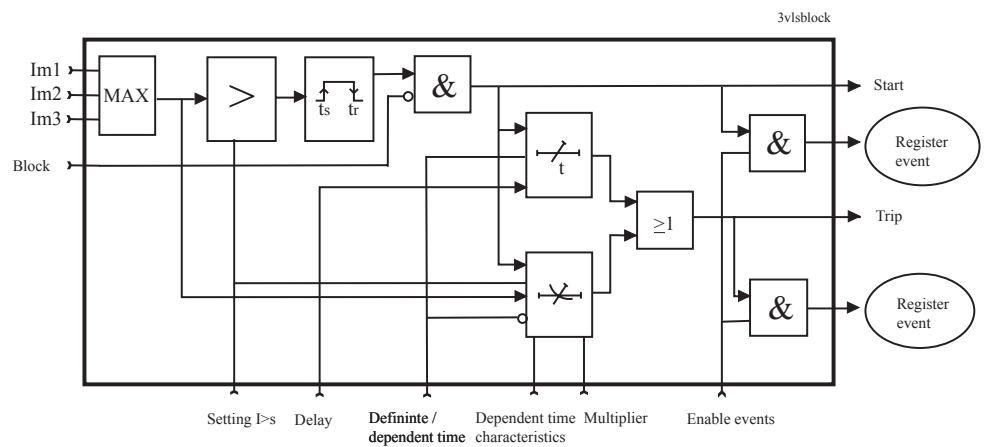 3vlsblock
Im1
Im2
Im3
MAX
>
ts tr
&
Start
Block
t
&
Register
event
≥1
Trip
&
Register
event
Setting I>s
Delay
Defininte /
dependent time
Dependent time
characteristics
Multiplier
Enable events